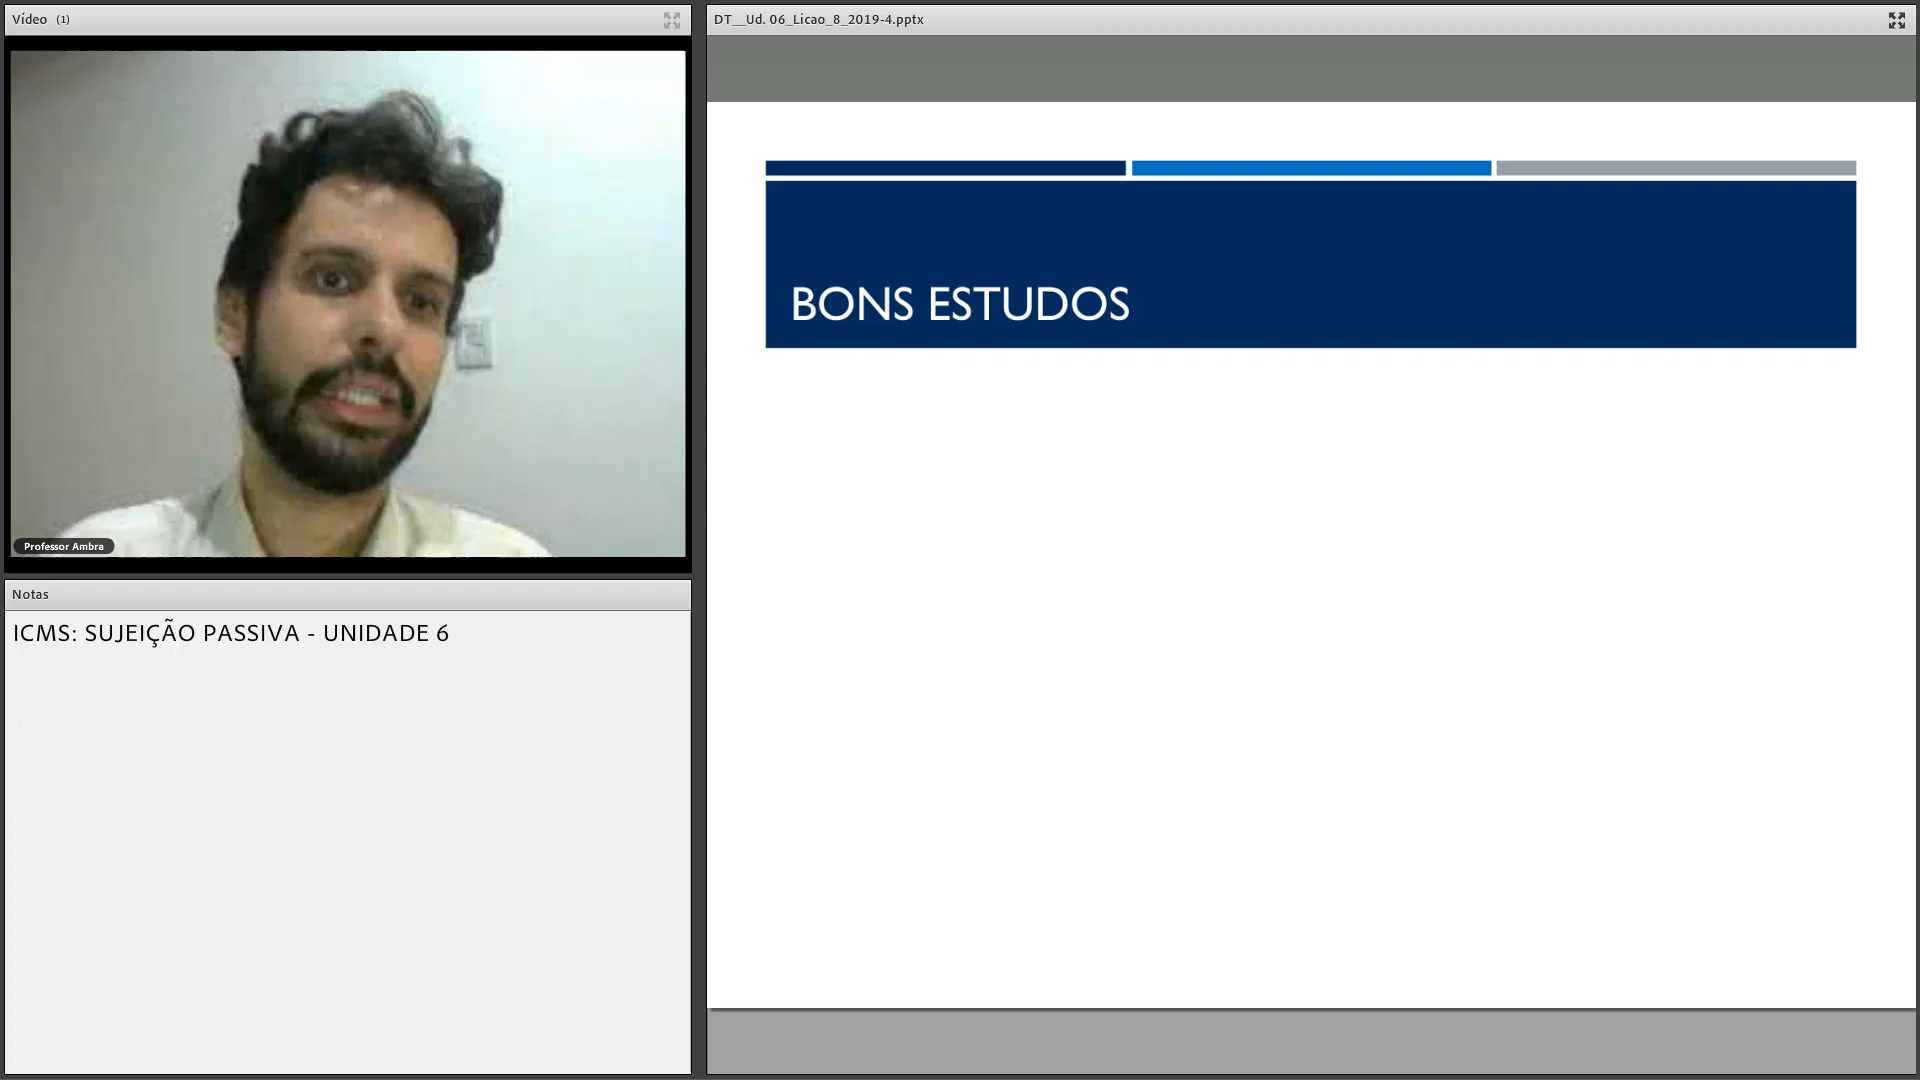 Vídeo (1)
Professor Ambra
Notas
ICMS: SUJEIÇÃO PASSIVA - UNIDADE 6
DT__Ud. 06_Licao_8_2019-4.pptx
BONS ESTUDOS